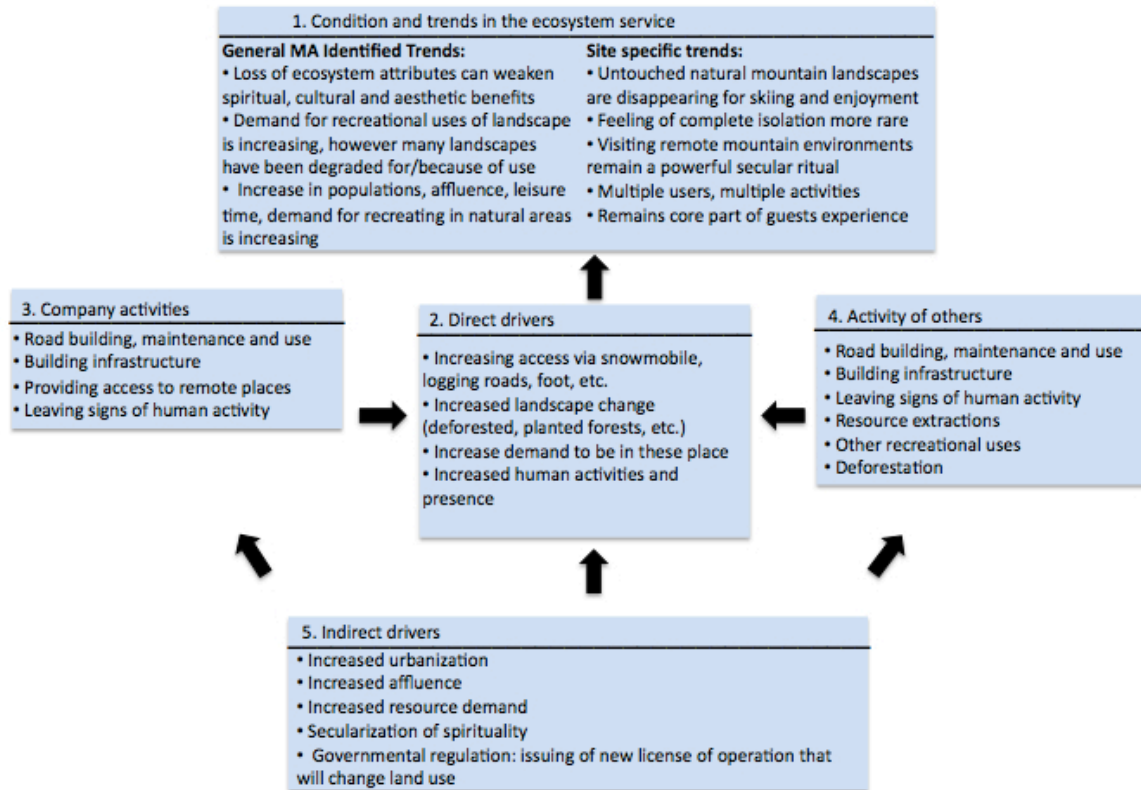 1. Condition and trends in the ecosystem service
General MA Identified Trends:
• Loss of ecosystem attributes can weaken
spiritual, cultural and aesthetic benefits
• Demand for recreational uses of landscape
is increasing, however many landscapes
have been degraded for/because of use
• Increase in populations, affluence, leisure
time, demand for recreating in natural areas
is increasing
Site specific trends:
• Untouched natural mountain landscapes
are disappearing for skiing and enjoyment
• Feeling of complete isolation more rare
• Visiting remote mountain environments
remain a powerful secular ritual
• Multiple users, multiple activities
• Remains core part of guests experience
3. Company activities
• Road building, maintenance and use
• Building infrastructure
• Providing access to remote places
• Leaving signs of human activity
2. Direct drivers
• Increasing access via snowmobile,
logging roads, foot, etc.
• Increased landscape change
(deforested, planted forests, etc.)
• Increase demand to be in these place
• Increased human activities and
presence
4. Activity of others
• Road building, maintenance and use
• Building infrastructure
• Leaving signs of human activity
• Resource extractions
• Other recreational uses
• Deforestation
5. Indirect drivers
• Increased urbanization
• Increased affluence
• Increased resource demand
• Secularization of spirituality
• Governmental regulation: issuing of new license of operation that
will change land use